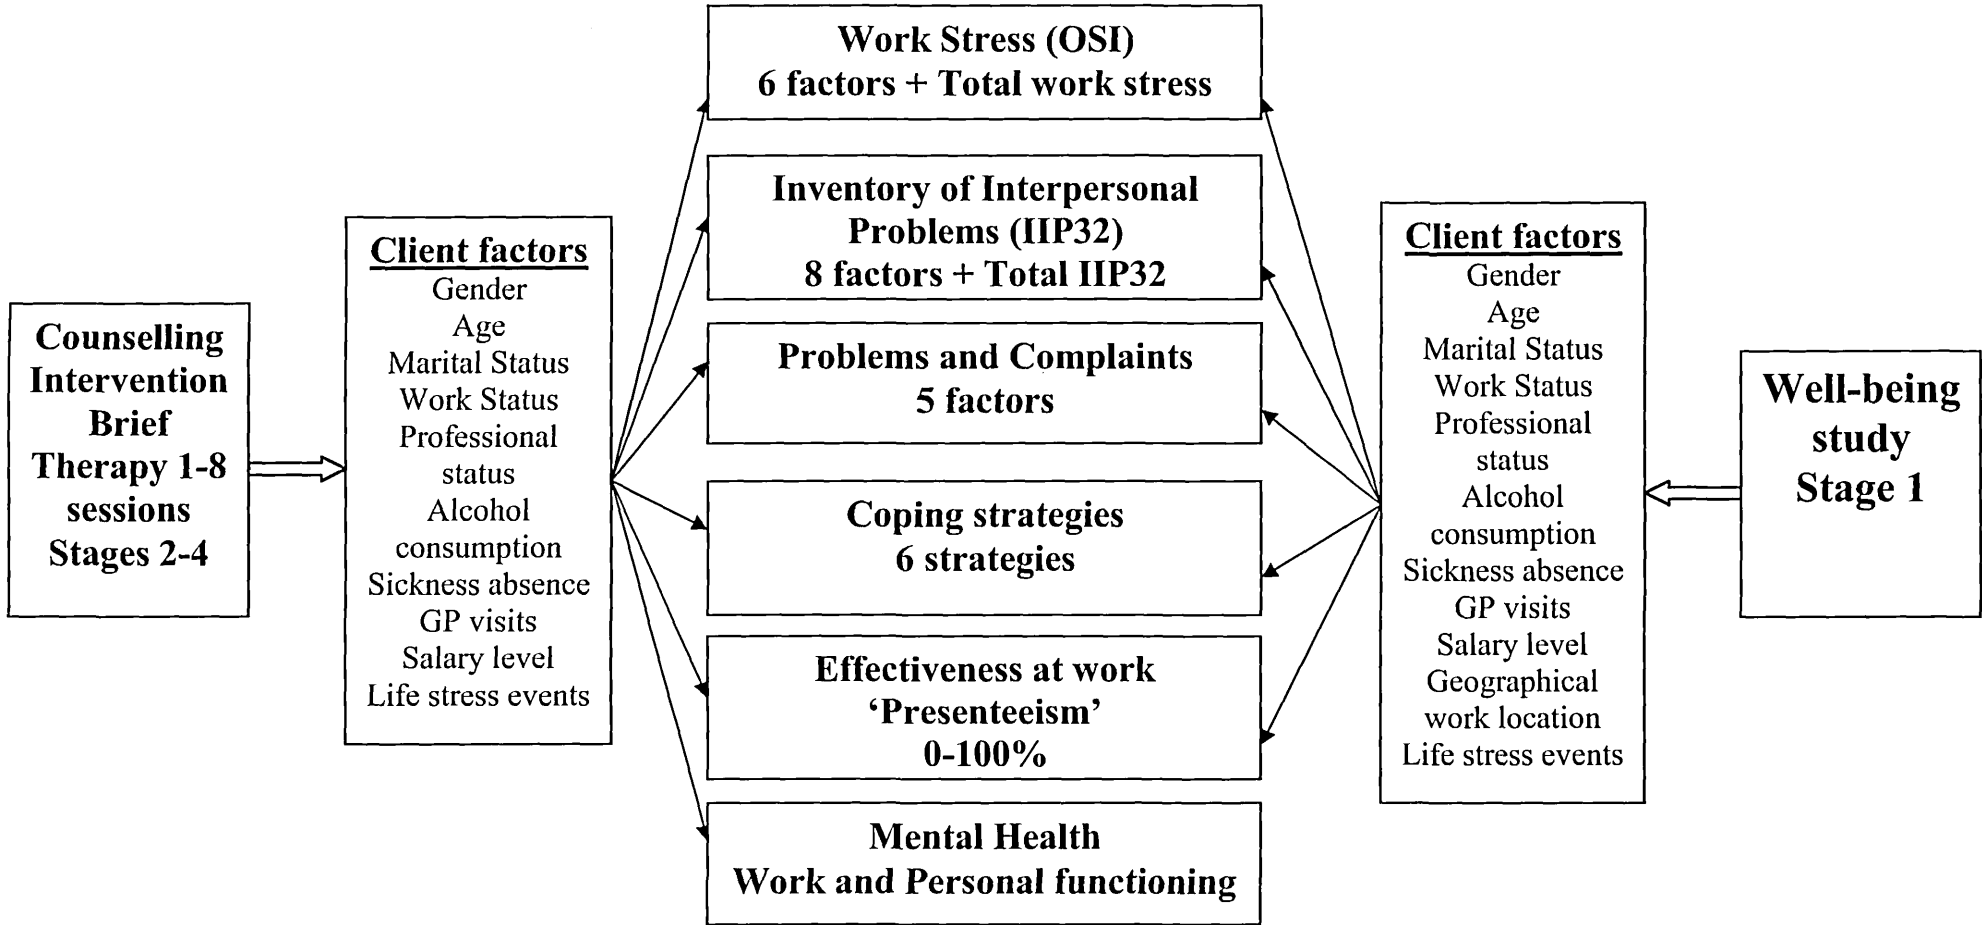 Counselling
Intervention
Brief
Therapy 1-8
sessions
Stages 2-4
Client factors
Gender
Age
Marital Status
Work Status
Professional
status
Alcohol
consumption
Sickness absence
GP visits
Salary level
Life stress events
Work Stress (OSI)
6 factors + Total work stress
Inventory of Interpersonal
Problems (IIP32)
8 factors + Total IIP32
Problems and Complaints
5 factors
Coping strategies
6 strategies
Effectiveness at work
‘Presenteeism’
0-100%
Mental Health
Work and Personal functioning
Client factors
Gender
Age
Marital Status
Work Status
Professional
status
Alcohol
consumption
Sickness absence
GP visits
Salary level
Geographical
work location
Life stress events
Well-being
study
Stage 1